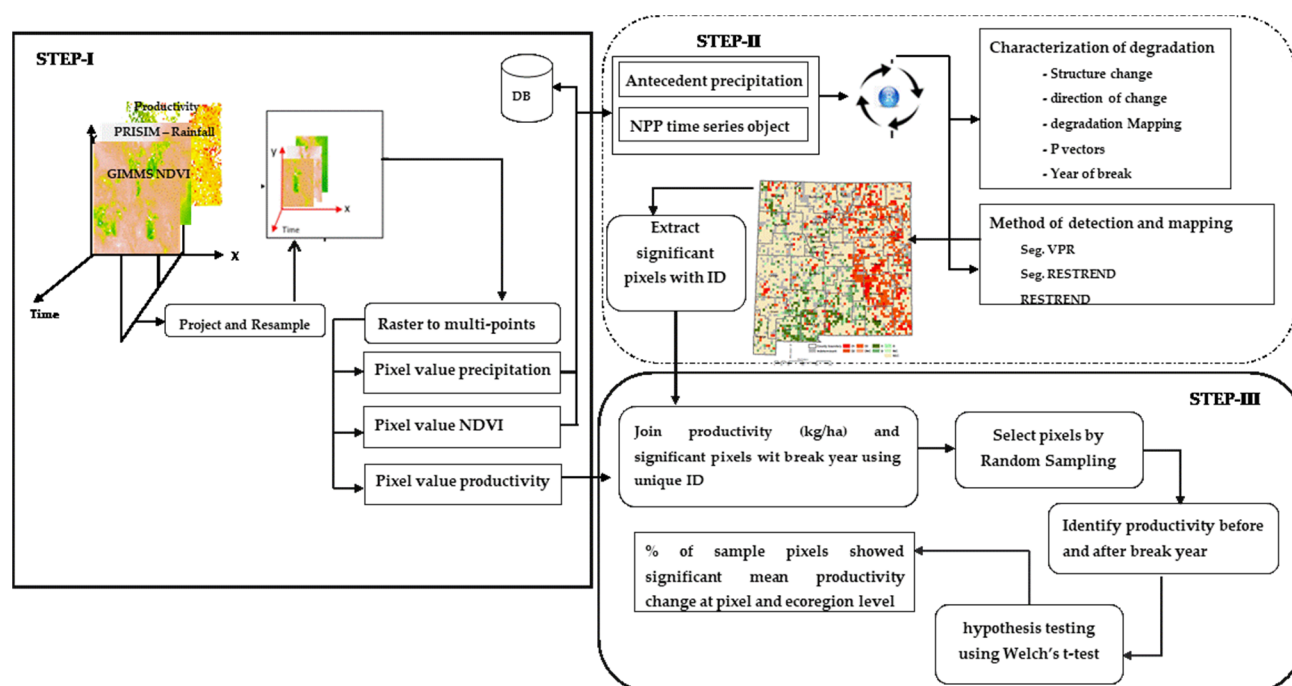 STEP-I
Productivity
PRISIM – Rainfall
GIMMS NDVI
X
Time
Project and Resample
y
x
Time
DB
Raster to multi-points
Pixel value precipitation
Pixel value NDVI
Pixel value productivity
STEP-II
Antecedent precipitation
NPP time series object
R
Characterization of degradation
- Structure change
- direction of change
- degradation Mapping
- P vectors
- Year of break
Method of detection and mapping
Seg. VPR
Seg. RESTREND
RESTREND
Extract
significant
pixels with ID
STEP-III
Join productivity (kg/ha) and
significant pixels wit break year using
unique ID
Select pixels by
Random Sampling
Identify productivity before
and after break year
hypothesis testing
using Welch's t-test
% of sample pixels showed
significant mean productivity
change at pixel and ecoregion level